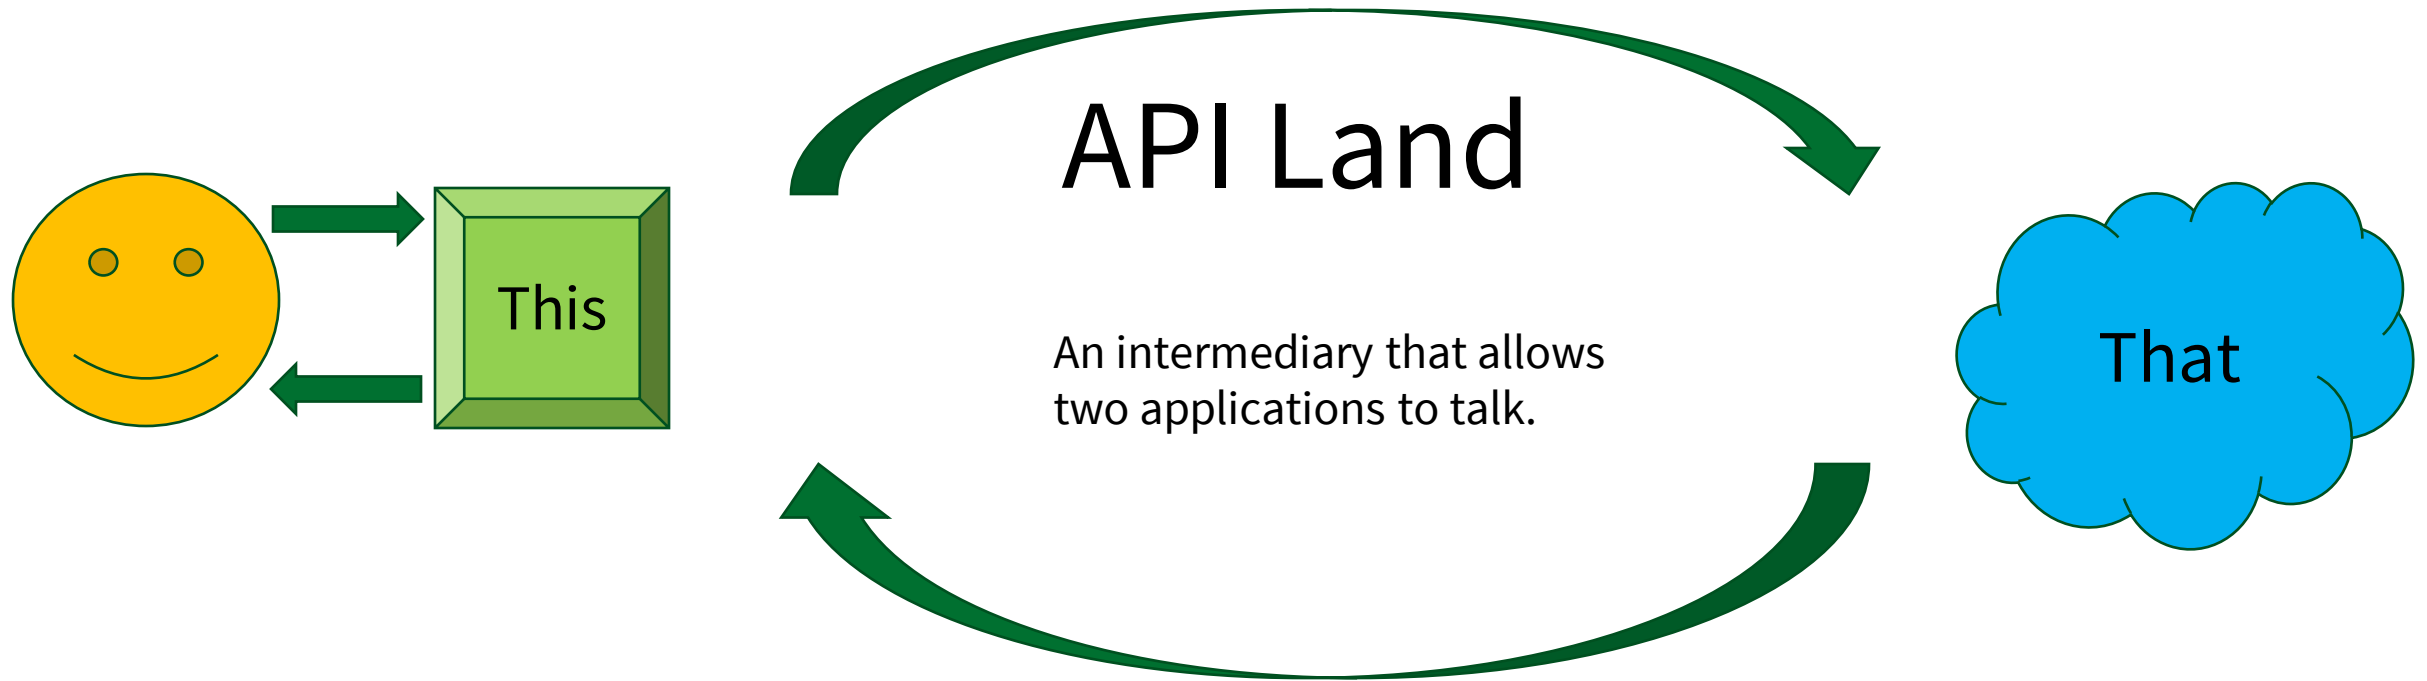 API Land
This
An intermediary that allows
two applications to talk.
That